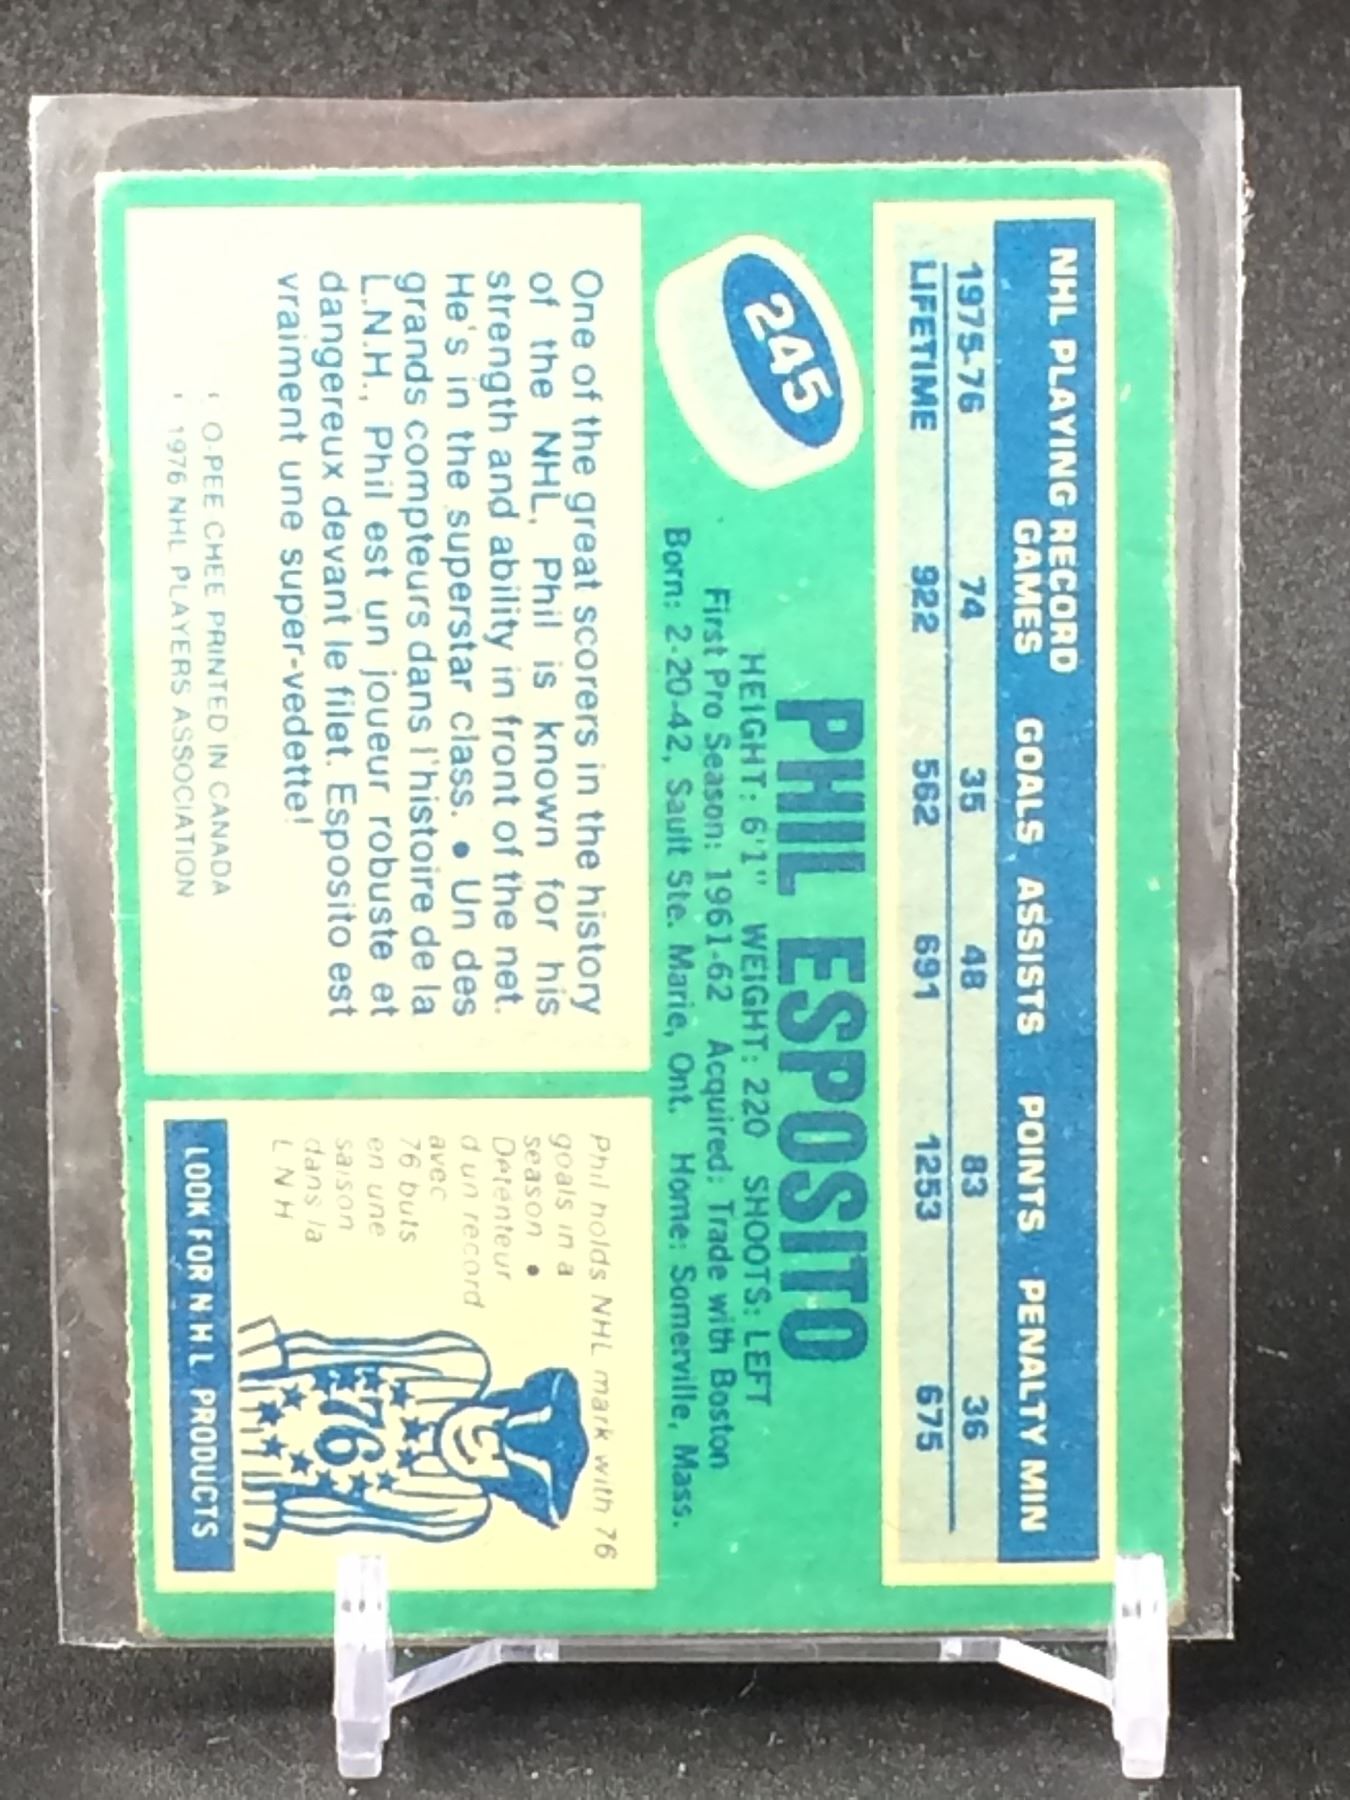 NHL PLAYING RECORD GAMES GOALS ASSISTS POINTS PENALTY MIN
1975-76 74 35 48 83 36
LIFETIME 922 562 691 1253 675
245
PHIL ESPOSITO
HEIGHT: 6'1" WEIGHT: 220 SHOOTS: LEFT
First Pro Season: 1961-62 Acquired: Trade with Boston
Born: 2-20-42, Sault Ste. Marie, Ont. Home: Somerville, Mass.
One of the great scorers in the history
of the NHL, Phil is known for his
strength and ability in front of the net.
He's in the superstar class. • Un des
grands compteurs dans l'histoire de la
L.N.H., Phil est un joueur robuste et
dangereux devant le filet. Esposito est
vraiment une super-vedette!
O-PEE CHEE PRINTED IN CANADA
1976 NHL PLAYERS ASSOCIATION
Phil holds NHL mark with 76
goals in a
season •
Détenteur
d'un record
avec
76 buts
en une
saison
dans la
LNH
76
LOOK FOR N.H.L. PRODUCTS